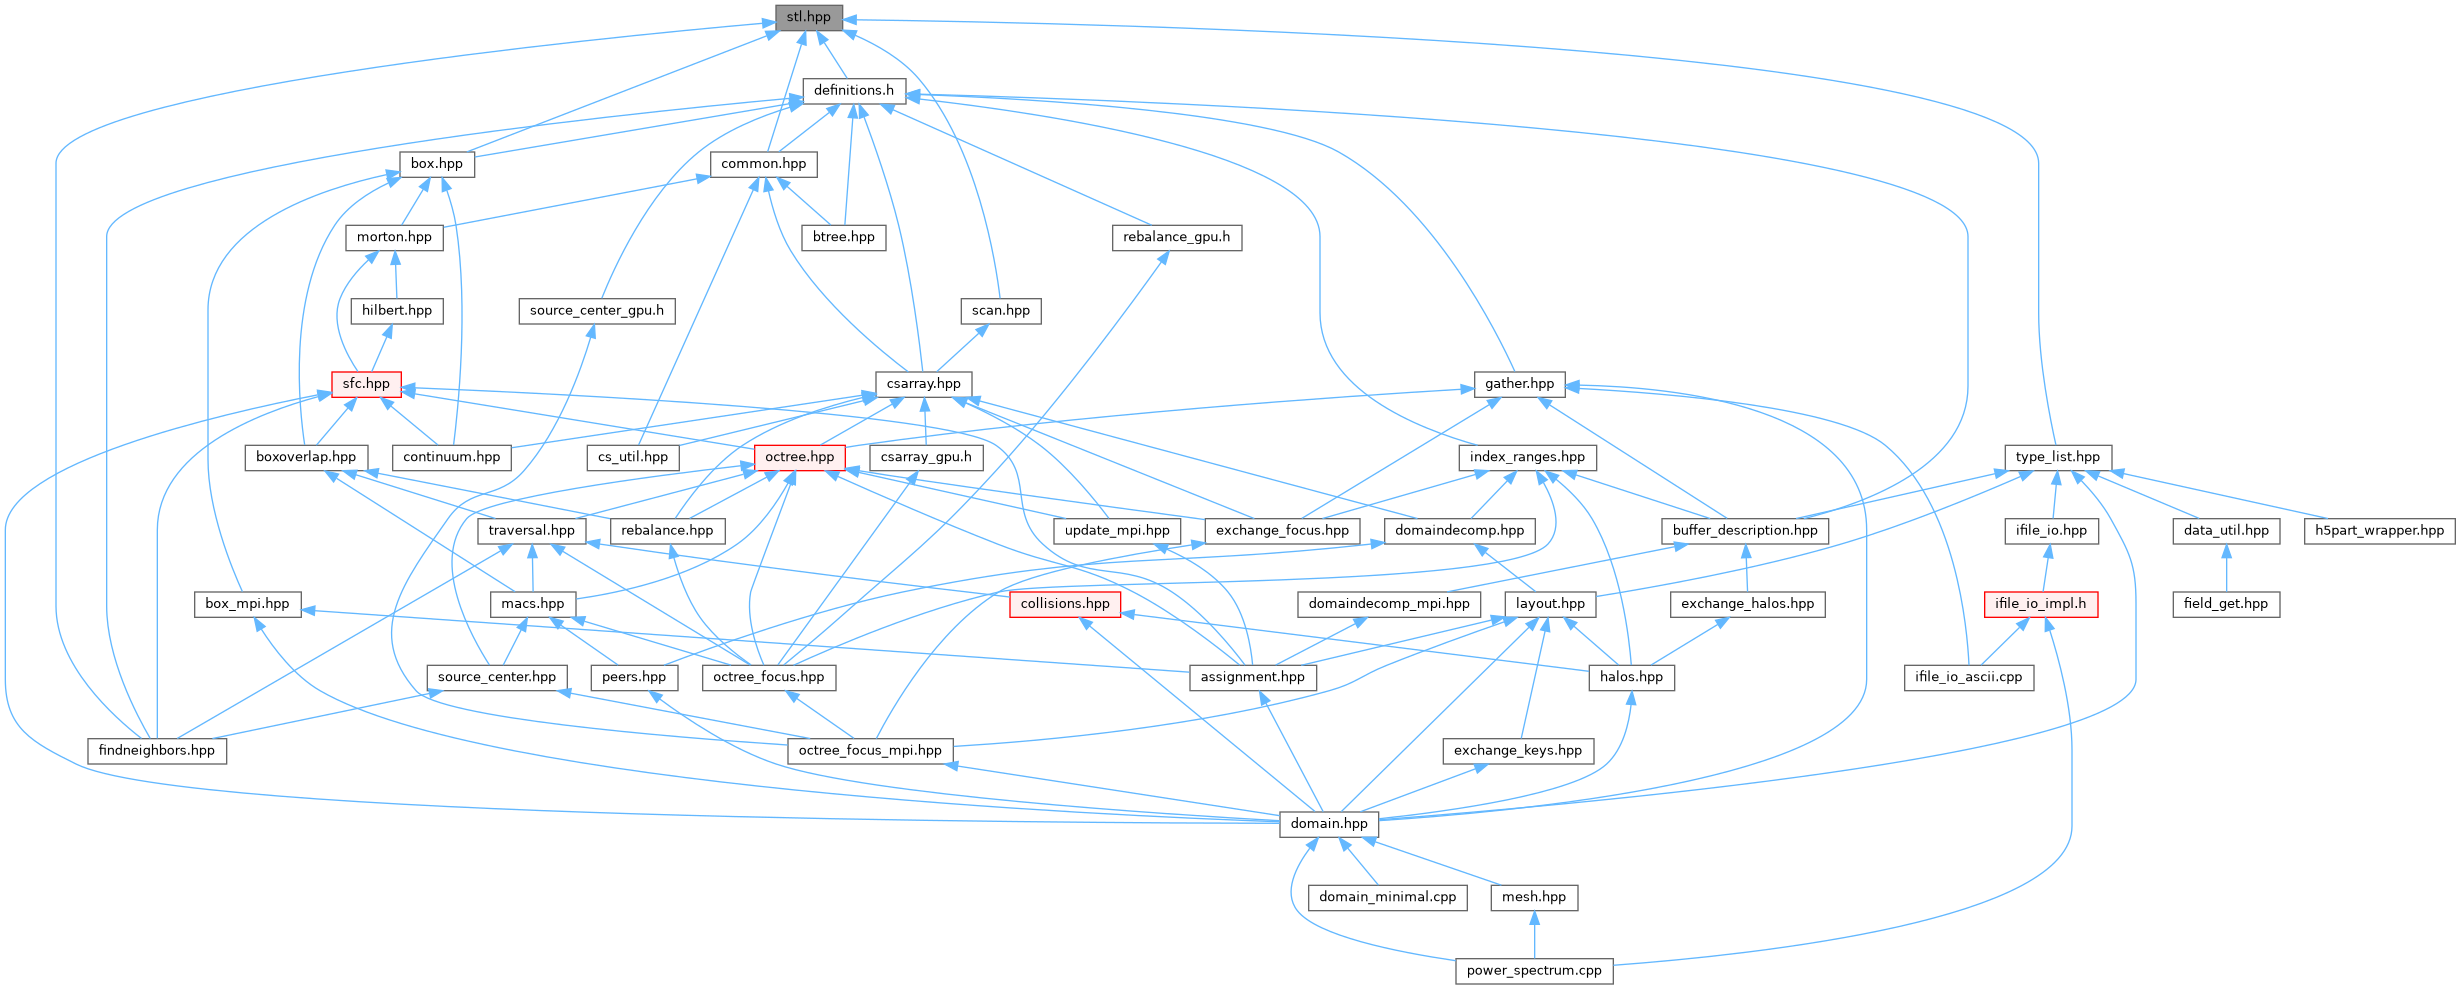 stl.hpp
definitions.h
box.hpp
common.hpp
morton.hpp
btree.hpp
rebalance_gpu.h
hilbert.hpp
source_center_gpu.h
scan.hpp
sfc.hpp
csarray.hpp
gather.hpp
boxoverlap.hpp
continuum.hpp
cs_util.hpp
octree.hpp
csarray_gpu.h
index_ranges.hpp
type_list.hpp
traversal.hpp
rebalance.hpp
update_mpi.hpp
exchange_focus.hpp
domaindecomp.hpp
buffer_description.hpp
ifile_io.hpp
data_util.hpp
h5part_wrapper.hpp
box_mpi.hpp
macs.hpp
collisions.hpp
domaindecomp_mpi.hpp
layout.hpp
exchange_halos.hpp
ifile_io_impl.h
field_get.hpp
source_center.hpp
peers.hpp
octree_focus.hpp
assignment.hpp
halos.hpp
ifile_io_ascii.cpp
findneighbors.hpp
octree_focus_mpi.hpp
exchange_keys.hpp
domain.hpp
domain_minimal.cpp
mesh.hpp
power_spectrum.cpp